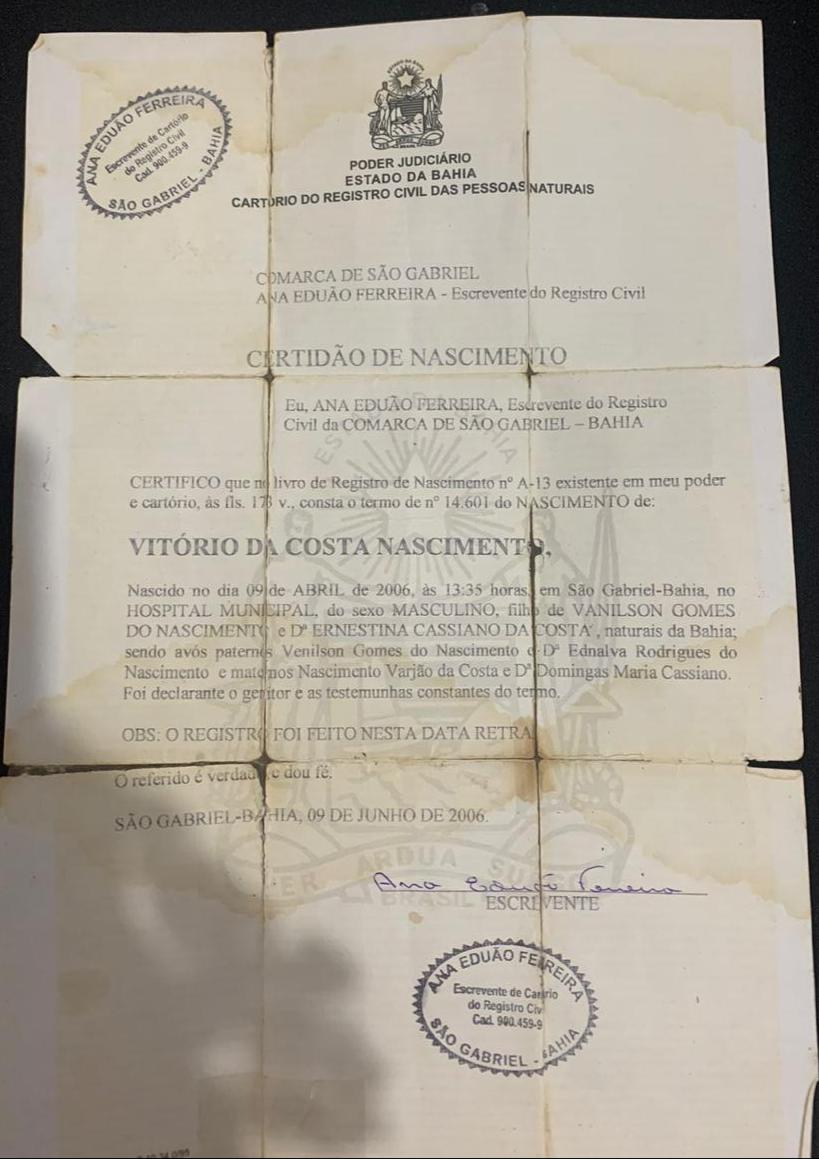 ANA EDUÃO FERREIRA
Escrevente de Cartório
do Registro Civil
Cad. 900.459-9
SÃO GABRIEL - BAHIA
PODER JUDICIÁRIO
ESTADO DA BAHIA
CARTÓRIO DO REGISTRO CIVIL DAS PESSOAS NATURAIS
COMARCA DE SÃO GABRIEL
ANA EDUÃO FERREIRA - Escrevente do Registro Civil
CERTIDÃO DE NASCIMENTO
Eu, ANA EDUÃO FERREIRA, Escrevente do Registro
Civil da COMARCA DE SÃO GABRIEL – BAHIA
CERTIFICO que no livro de Registro de Nascimento nº A-13 existente em meu poder
e cartório, às fls. 173 v., consta o termo de nº 14.601 do NASCIMENTO de:
VITÓRIO DA COSTA NASCIMENTO,
Nascido no dia 09 de ABRIL de 2006, às 13:35 horas, em São Gabriel-Bahia, no
HOSPITAL MUNICIPAL, do sexo MASCULINO, filho de VANILSON GOMES
DO NASCIMENTO e Dª ERNESTINA CASSIANO DA COSTA , naturais da Bahia;
sendo avós paternos Venilson Gomes do Nascimento e Dª Ednalva Rodrigues do
Nascimento e maternos Nascimento Varjão da Costa e Dª Domingas Maria Cassiano.
Foi declarante o genitor e as testemunhas constantes do termo.
OBS: O REGISTRO FOI FEITO NESTA DATA RETRA
O referido é verdade e dou fé.
SÃO GABRIEL-BAHIA, 09 DE JUNHO DE 2006.
Ana Eduão Ferreira
ESCREVENTE
ANA EDUÃO FERREIRA
Escrevente de Cartório
do Registro Civil
Cad. 900.459-9
SÃO GABRIEL - BAHIA